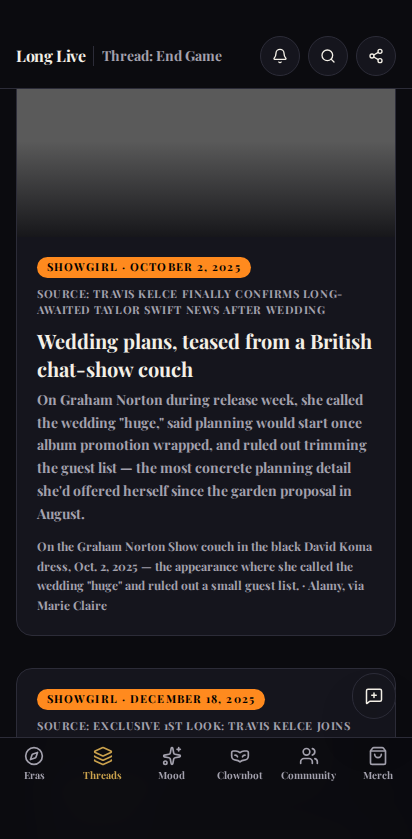 Long Live
Thread: End Game
SHOWGIRL · OCTOBER 2, 2025
SOURCE: TRAVIS KELCE FINALLY CONFIRMS LONG-
AWAITED TAYLOR SWIFT NEWS AFTER WEDDING
Wedding plans, teased from a British
chat-show couch
On Graham Norton during release week, she called
the wedding "huge," said planning would start once
album promotion wrapped, and ruled out trimming
the guest list — the most concrete planning detail
she'd offered herself since the garden proposal in
August.
On the Graham Norton Show couch in the black David Koma
dress, Oct. 2, 2025 — the appearance where she called the
wedding "huge" and ruled out a small guest list. · Alamy, via
Marie Claire
SHOWGIRL · DECEMBER 18, 2025
SOURCE: EXCLUSIVE 1ST LOOK: TRAVIS KELCE JOINS
Eras
Threads
Mood
Clownbot
Community
Merch